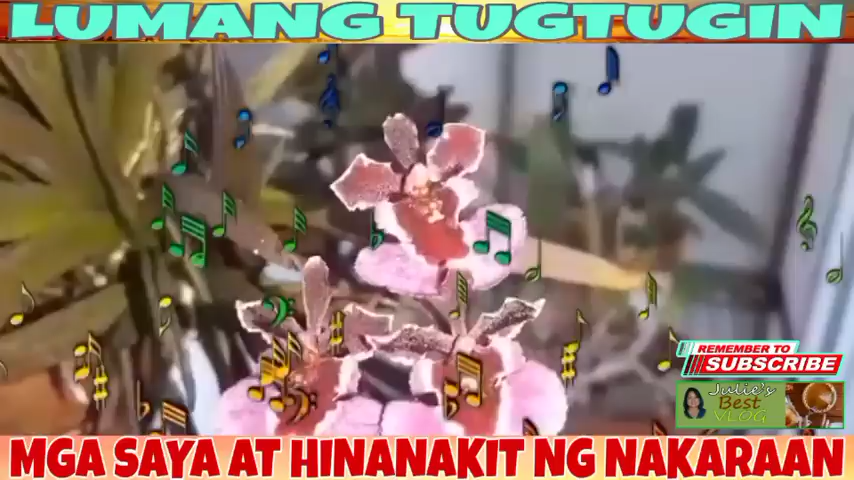 LUMANG TUGTUGIN
REMEMBER TO
SUBSCRIBE
Julie's
Best
VLOG
MGA SAYA AT HINANAKIT NG NAKARAAN